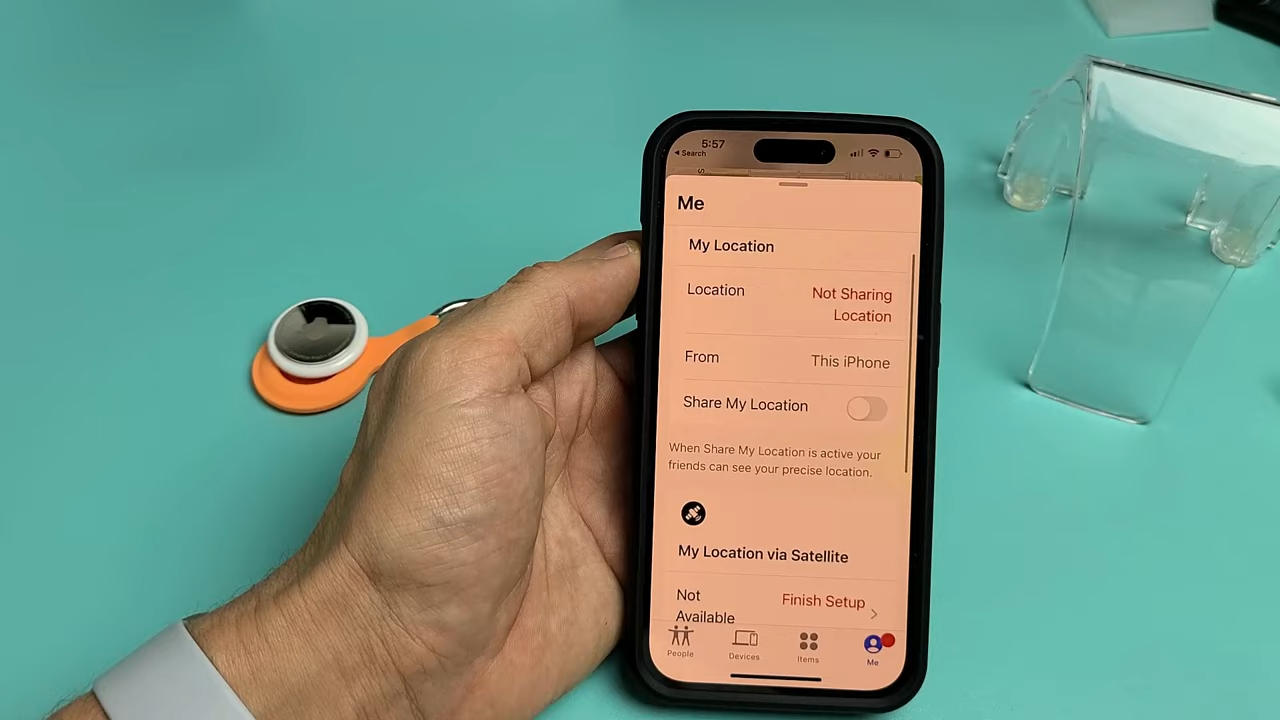 5:57
Search
Me
My Location
Location
Not Sharing
Location
From
This iPhone
Share My Location
When Share My Location is active your
friends can see your precise location.
My Location via Satellite
Not
Available
Finish Setup
People
Devices
Items
Me